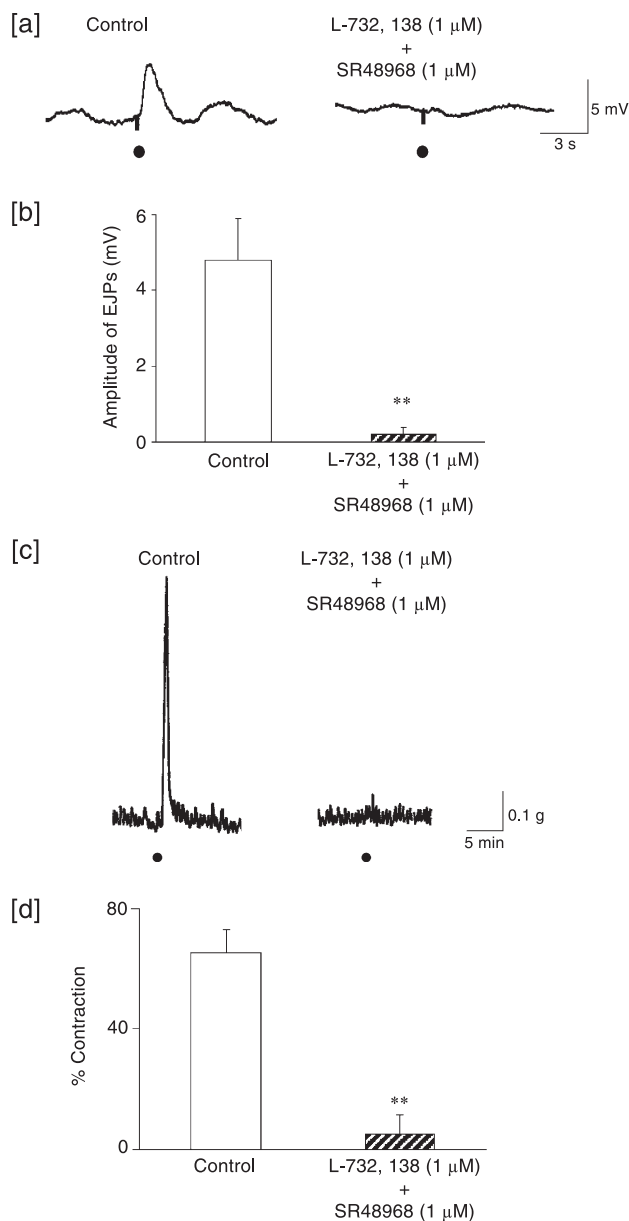 [a]
Control
L-732, 138 (1 μM)
+
SR48968 (1 μM)
5 mV
3 s
[b]
Amplitude of EJPs (mV)
6
4
2
0
**
Control
L-732, 138 (1 μM)
+
SR48968 (1 μM)
[c]
Control
L-732, 138 (1 μM)
+
SR48968 (1 μM)
0.1 g
5 min
[d]
% Contraction
80
40
0
**
Control
L-732, 138 (1 μM)
+
SR48968 (1 μM)